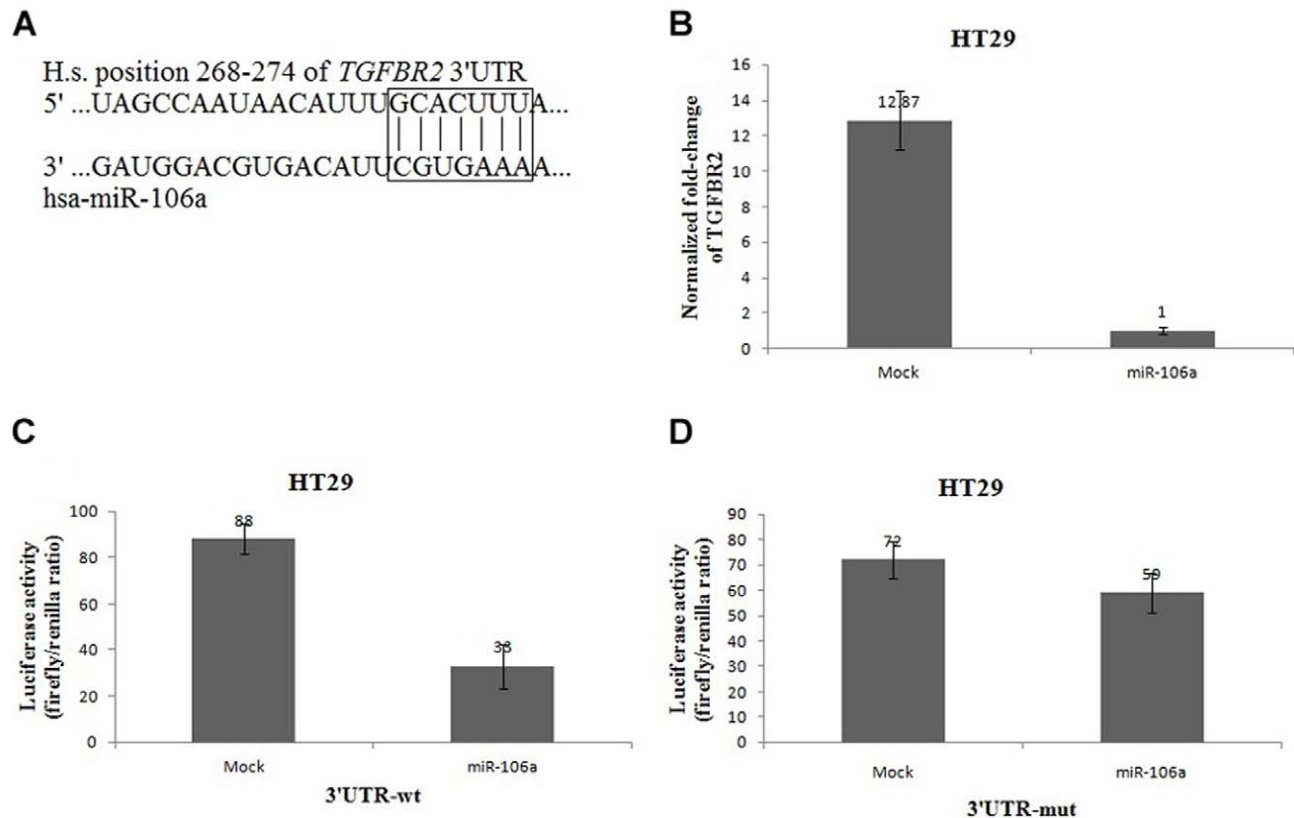 A
H.s. position 268-274 of TGFBR2 3'UTR
5' ...UAGCCAAUAACAUUUGCACUUUA...
3' ...GAUGGACGUGACAUUCGUGAAAA...
hsa-miR-106a
B
HT29
Normalized fold-change
of TGFBR2
16
14
12
10
8
6
4
2
0
12.87
1
Mock miR-106a
C
HT29
Luciferase activity
(firefly/renilla ratio)
100
80
60
40
20
0
88
33
Mock miR-106a
3'UTR-wt
D
HT29
Luciferase activity
(firefly/renilla ratio)
90
80
70
60
50
40
30
20
10
0
72
59
Mock miR-106a
3'UTR-mut